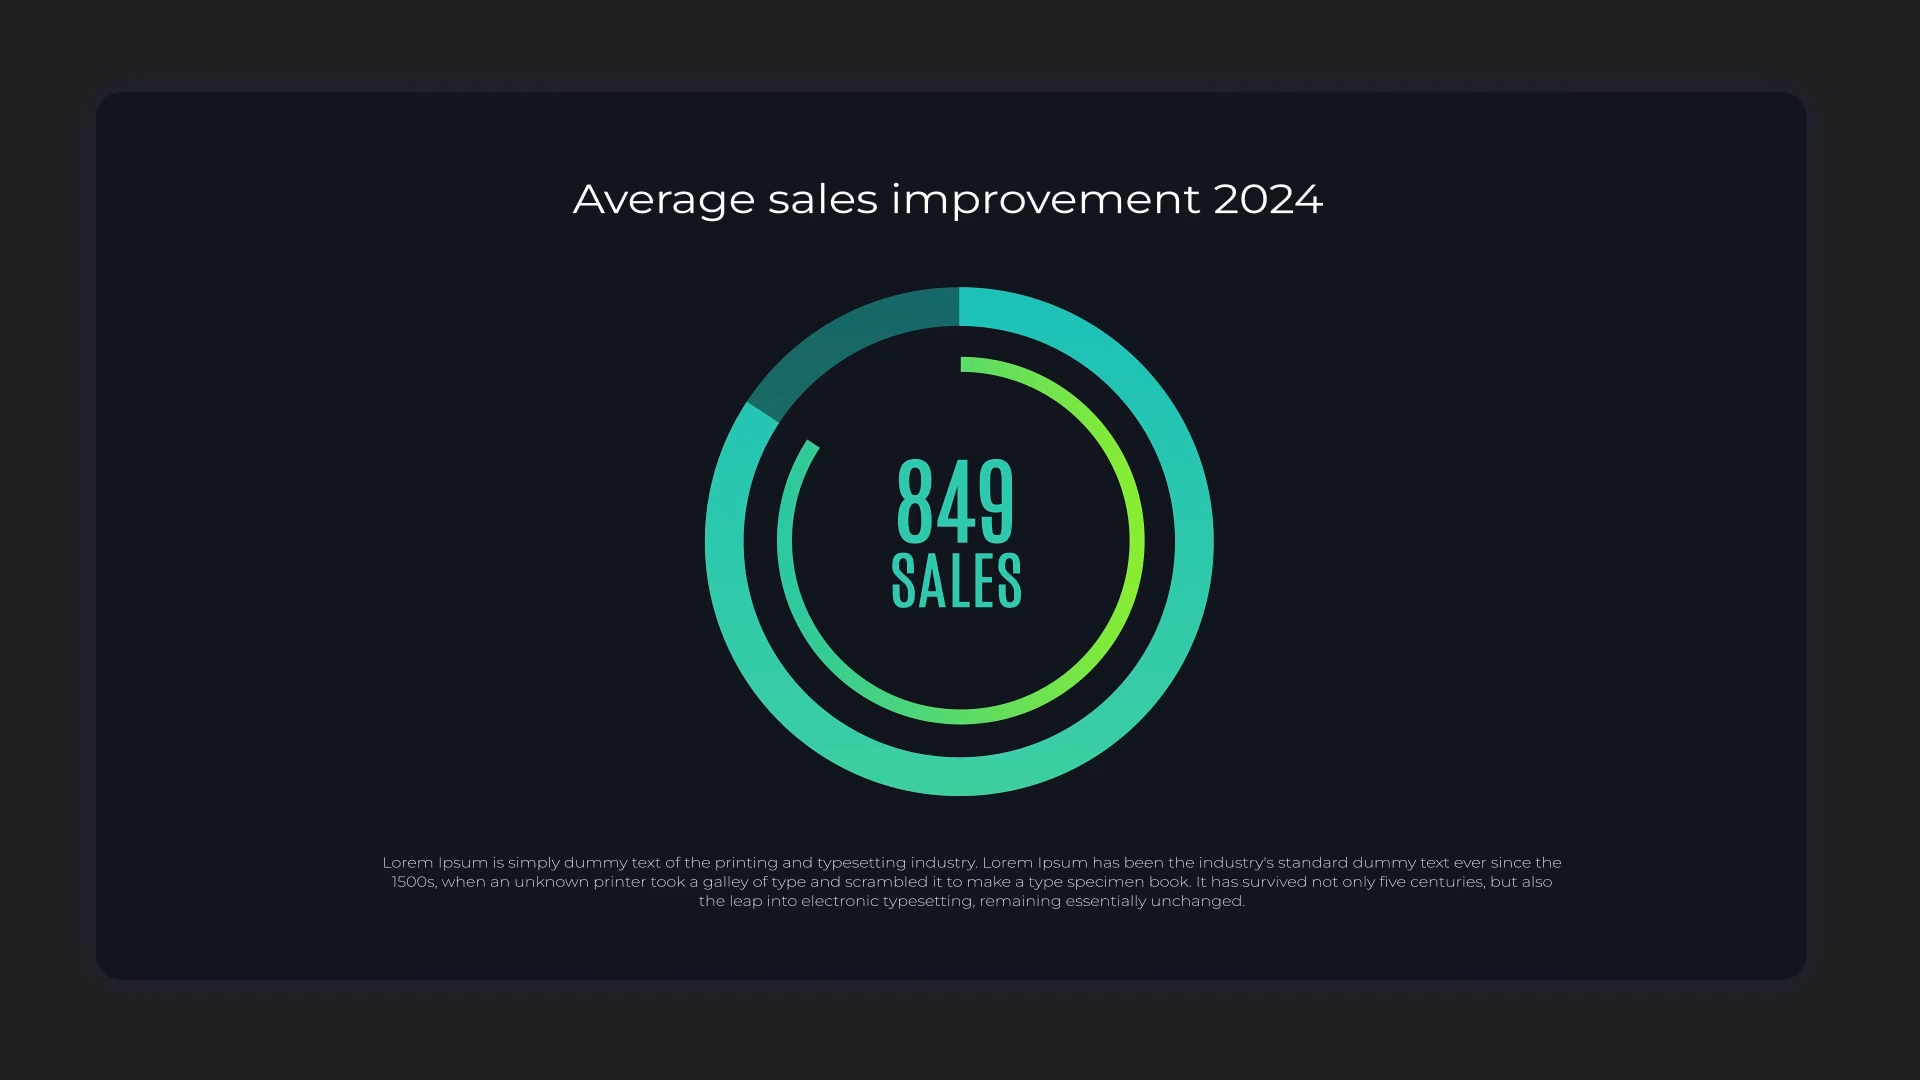 Average sales improvement 2024
849
SALES
Lorem Ipsum is simply dummy text of the printing and typesetting industry. Lorem Ipsum has been the industry's standard dummy text ever since the
1500s, when an unknown printer took a galley of type and scrambled it to make a type specimen book. It has survived not only five centuries, but also
the leap into electronic typesetting, remaining essentially unchanged.